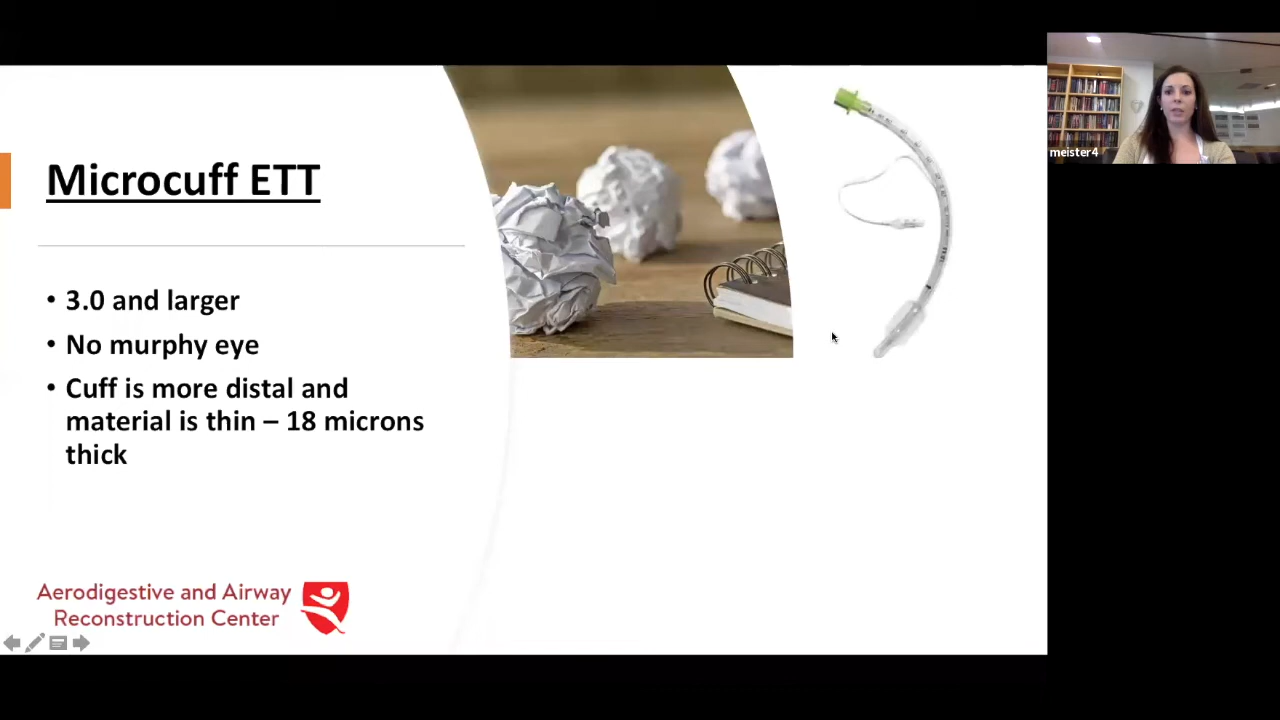 Microcuff ETT
• 3.0 and larger
• No murphy eye
• Cuff is more distal and
material is thin – 18 microns
thick
Aerodigestive and Airway
Reconstruction Center
meister4